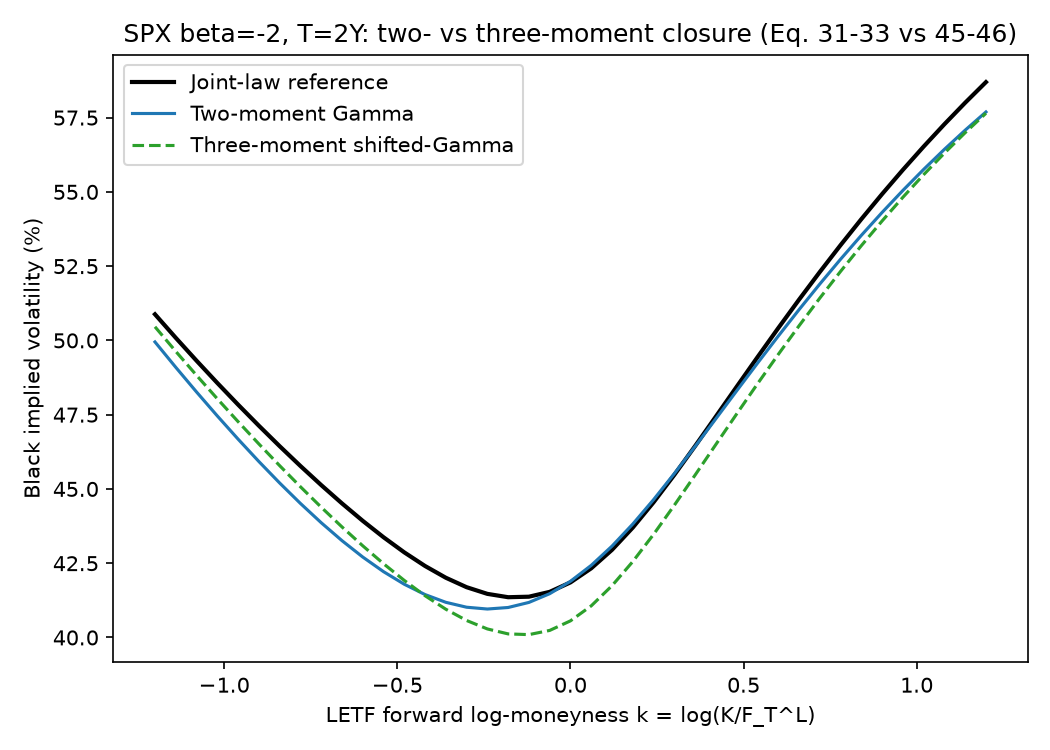 SPX beta=-2, T=2Y: two- vs three-moment closure (Eq. 31-33 vs 45-46)
Joint-law reference
Two-moment Gamma
Three-moment shifted-Gamma
Black implied volatility (%)
57.5
55.0
52.5
50.0
47.5
45.0
42.5
40.0
−1.0 −0.5 0.0 0.5 1.0
LETF forward log-moneyness k = log(K/F_T^L)